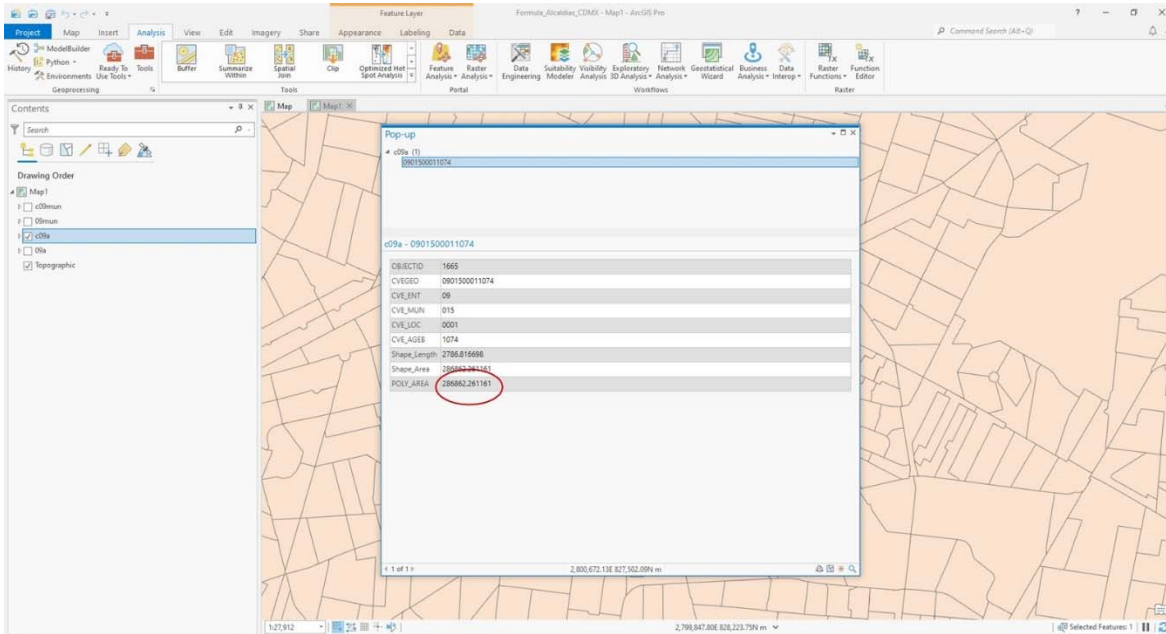 Feature Layer
Formula_Alcaldias_CDMX - Map1 - ArcGIS Pro
Project Map Insert Analysis View Edit Imagery Share Appearance Labeling Data
Command Search (Alt+Q)
History
ModelBuilder
Python
Environments
Ready To Use Tools
Tools
Buffer
Summarize Within
Spatial Join
Clip
Optimized Hot Spot Analysis
Feature Analysis
Raster Analysis
Data Engineering
Suitability Modeler
Visibility Analysis
Exploratory 3D Analysis
Network Analysis
Geostatistical Wizard
Business Analysis
Data Interop
Raster Functions
Function Editor
Geoprocessing Tools Portal Workflows Raster
Contents
Map Map1
Search
Drawing Order
Map1
c09mun
09mun
c09a
09a
Topographic
Pop-up
c09a (1)
0901500011074
c09a - 0901500011074
OBJECTID 1665
CVEGEO 0901500011074
CVE_ENT 09
CVE_MUN 015
CVE_LOC 0001
CVE_AGEB 1074
Shape_Length 2786.816698
Shape_Area 286862.261161
POLY_AREA 286862.261161
1 of 1
2,800,672.13E 827,502.09N m
1:27,912
2,799,847.80E 828,223.75N m
Selected Features: 1